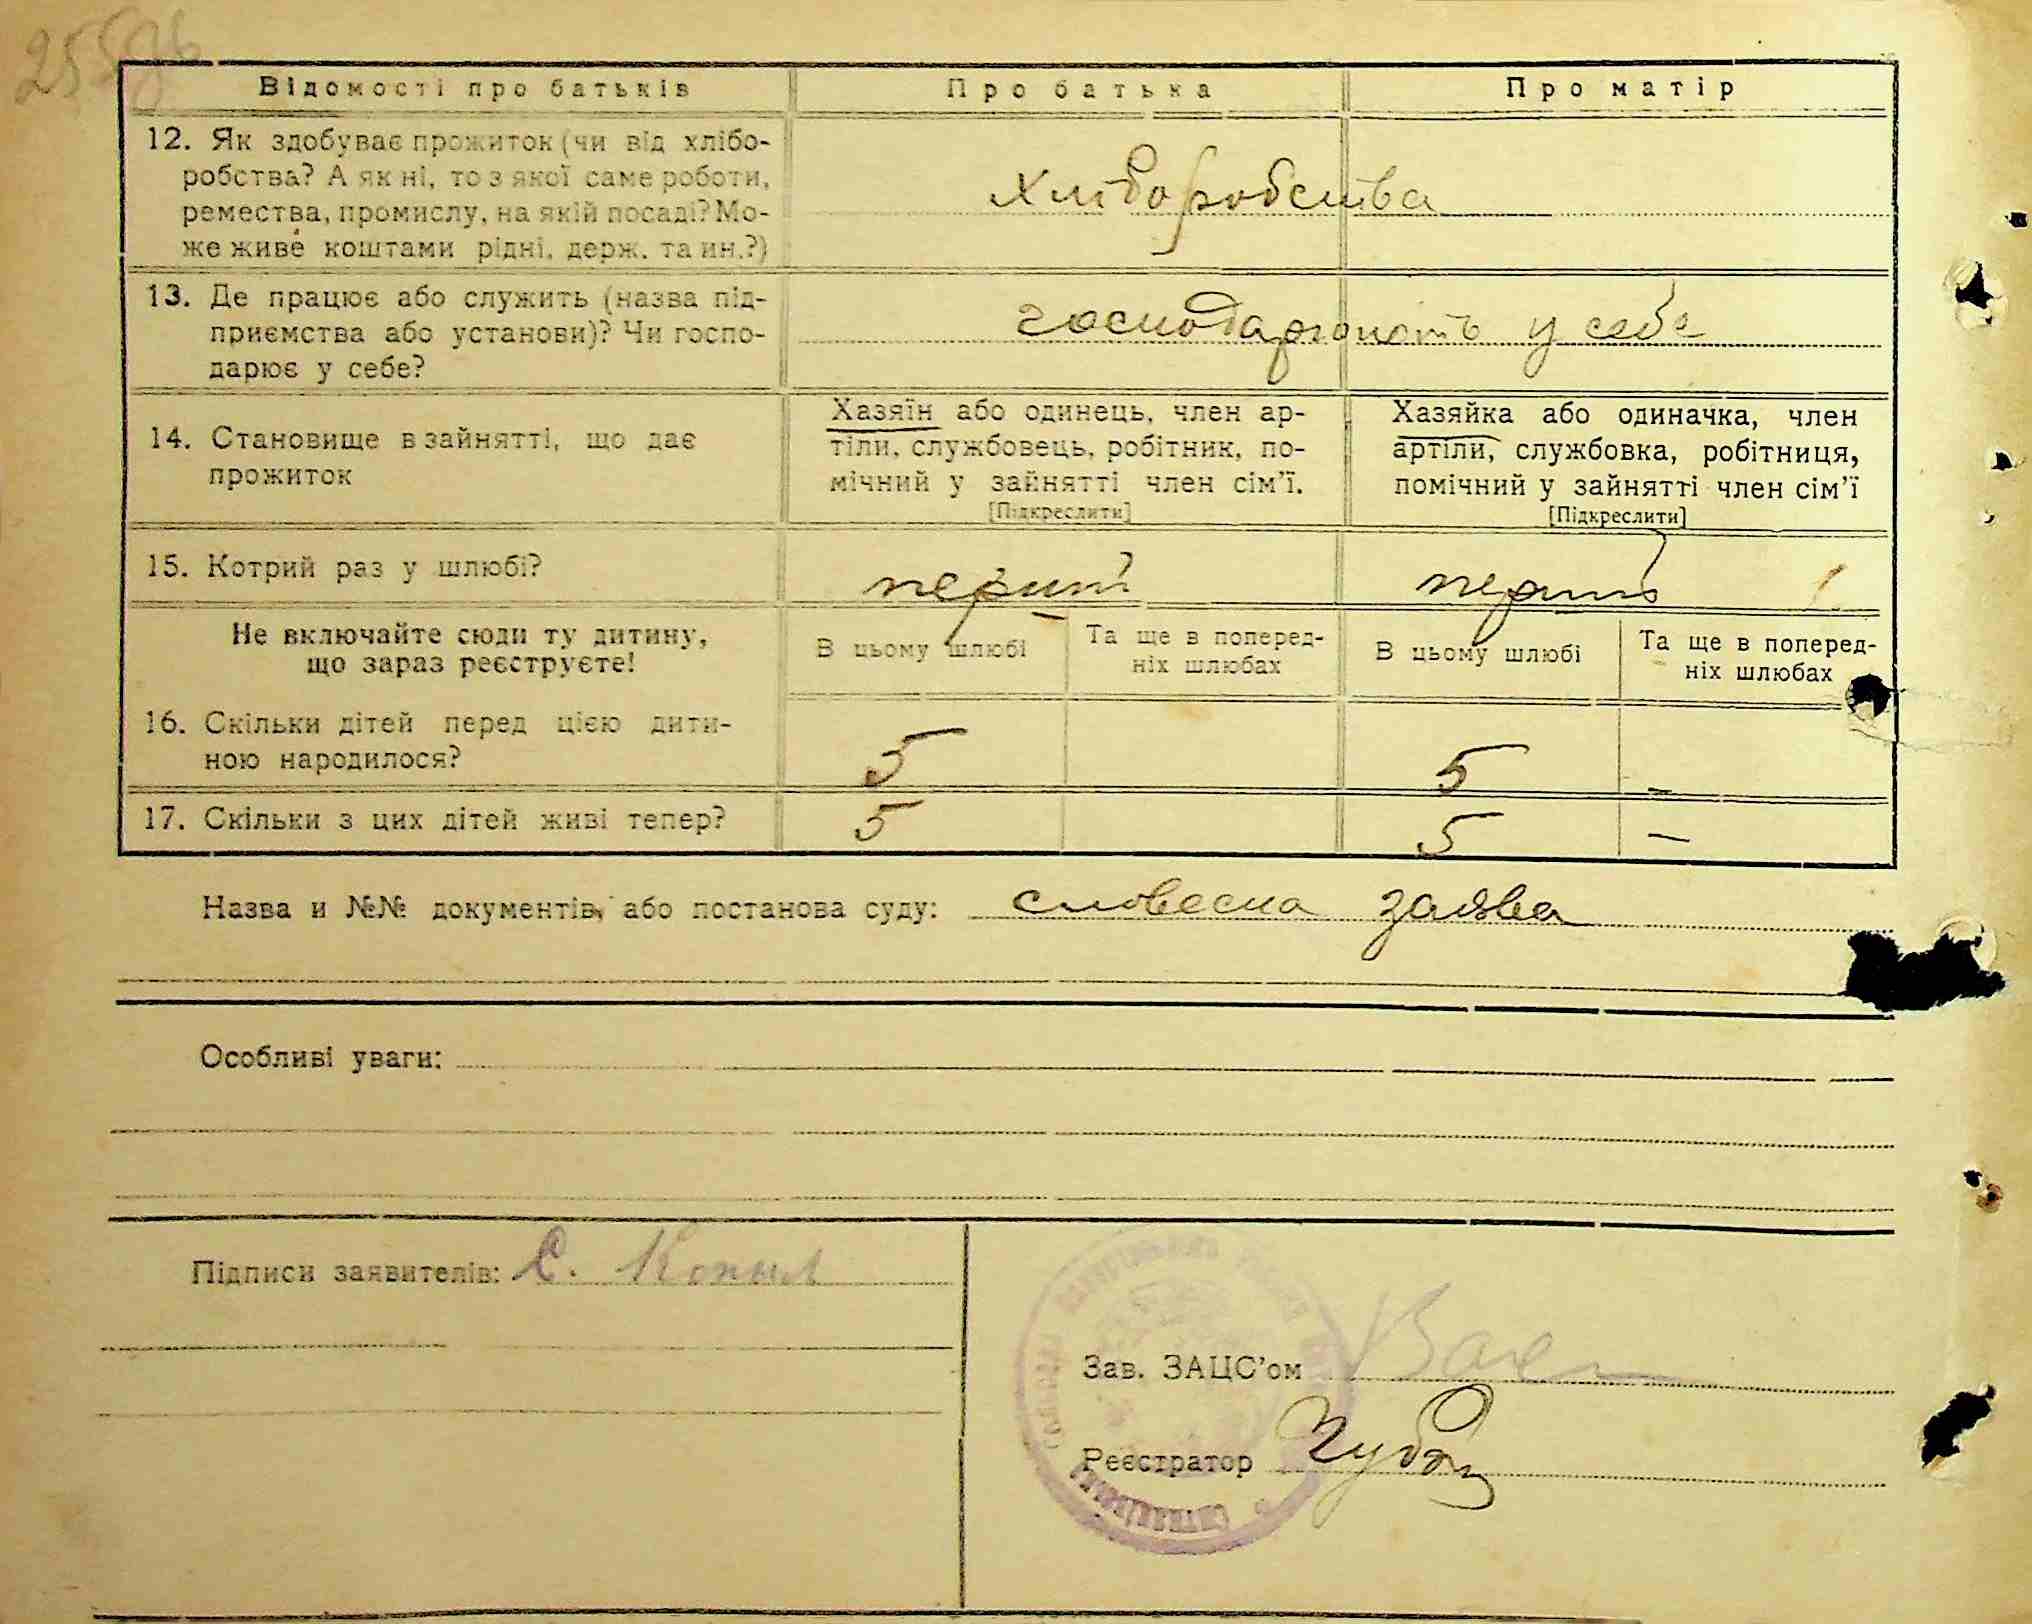 Відомості про батьків
Про батька
Про матір
12. Як здобуває прожиток (чи від хлібо-
робства? А як ні, то з якої саме роботи,
ремества, промислу, на якій посаді? Мо-
же живе коштами рідні, держ. та ин.?)
Хліборобства
13. Де працює або служить (назва під-
приємства або установи)? Чи госпо-
дарює у себе?
господарюють у себе
14. Становище в зайнятті, що дає
прожиток
Хазяїн або одинець, член ар-
тіли, службовець, робітник, по-
мічний у зайнятті член сім'ї.
[Підкреслити]
Хазяйка або одиначка, член
артіли, службовка, робітниця,
помічний у зайнятті член сім'ї
[Підкреслити]
15. Котрий раз у шлюбі?
перший
перший
Не включайте сюди ту дитину,
що зараз реєструєте!
В цьому шлюбі
Та ще в поперед-
ніх шлюбах
В цьому шлюбі
Та ще в поперед-
ніх шлюбах
16. Скільки дітей перед цією дити-
ною народилося?
5
5 –
17. Скільки з цих дітей живі тепер?
5
5 –
Назва и №№ документів, або постанова суду: словесна заява
Особливі уваги:
Підписи заявителів: С. Копыл
Зав. ЗАЦС'ом
Реєстратор